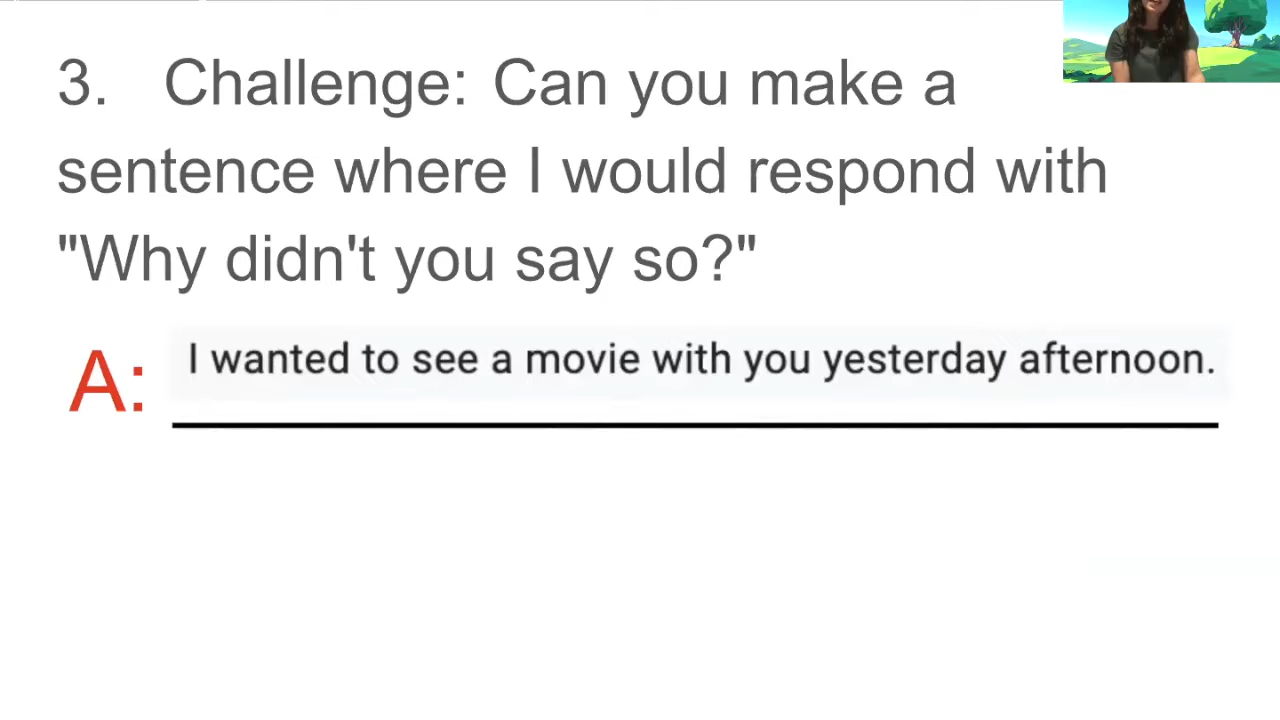 3. Challenge: Can you make a
sentence where I would respond with
"Why didn't you say so?"
A: I wanted to see a movie with you yesterday afternoon.